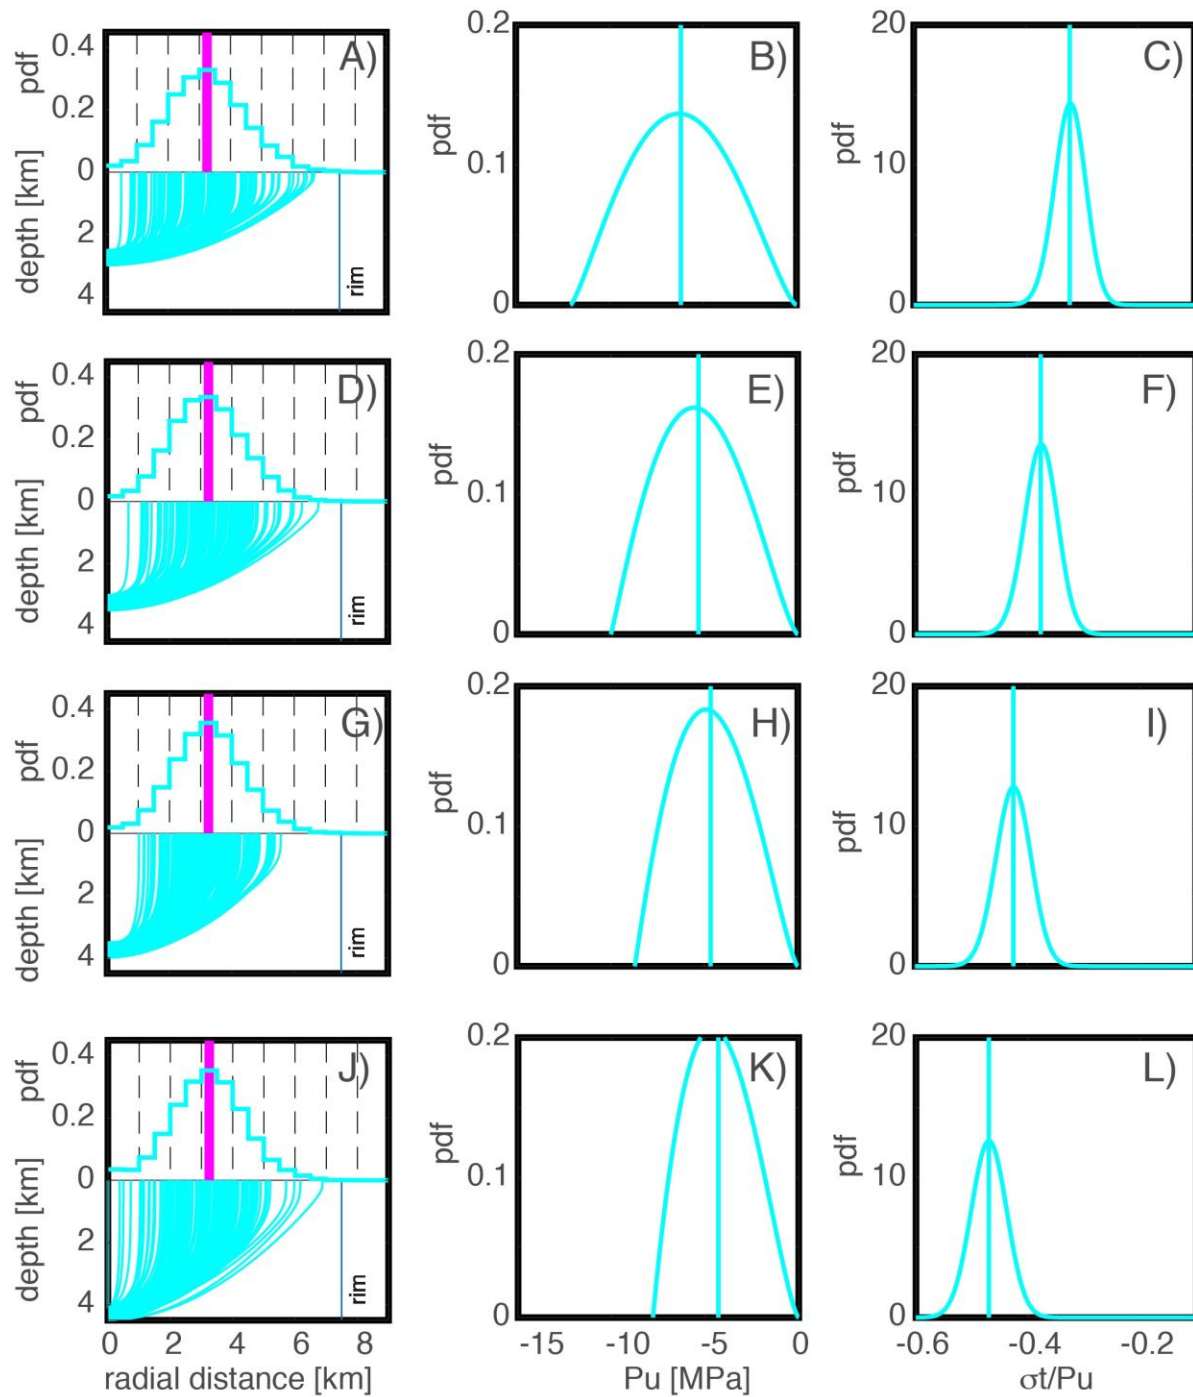 pdf
0.4
0.2
0
depth [km]
2
4
A)
rim
pdf
0.2
0.1
0
B)
pdf
20
10
0
C)
pdf
0.4
0.2
0
depth [km]
2
4
D)
rim
pdf
0.2
0.1
0
E)
pdf
20
10
0
F)
pdf
0.4
0.2
0
depth [km]
2
4
G)
rim
pdf
0.2
0.1
0
H)
pdf
20
10
0
I)
pdf
0.4
0.2
0
depth [km]
2
4
J)
rim
0 2 4 6 8
radial distance [km]
pdf
0.2
0.1
0
K)
-15 -10 -5 0
Pu [MPa]
pdf
20
10
0
L)
-0.6 -0.4 -0.2
σt/Pu